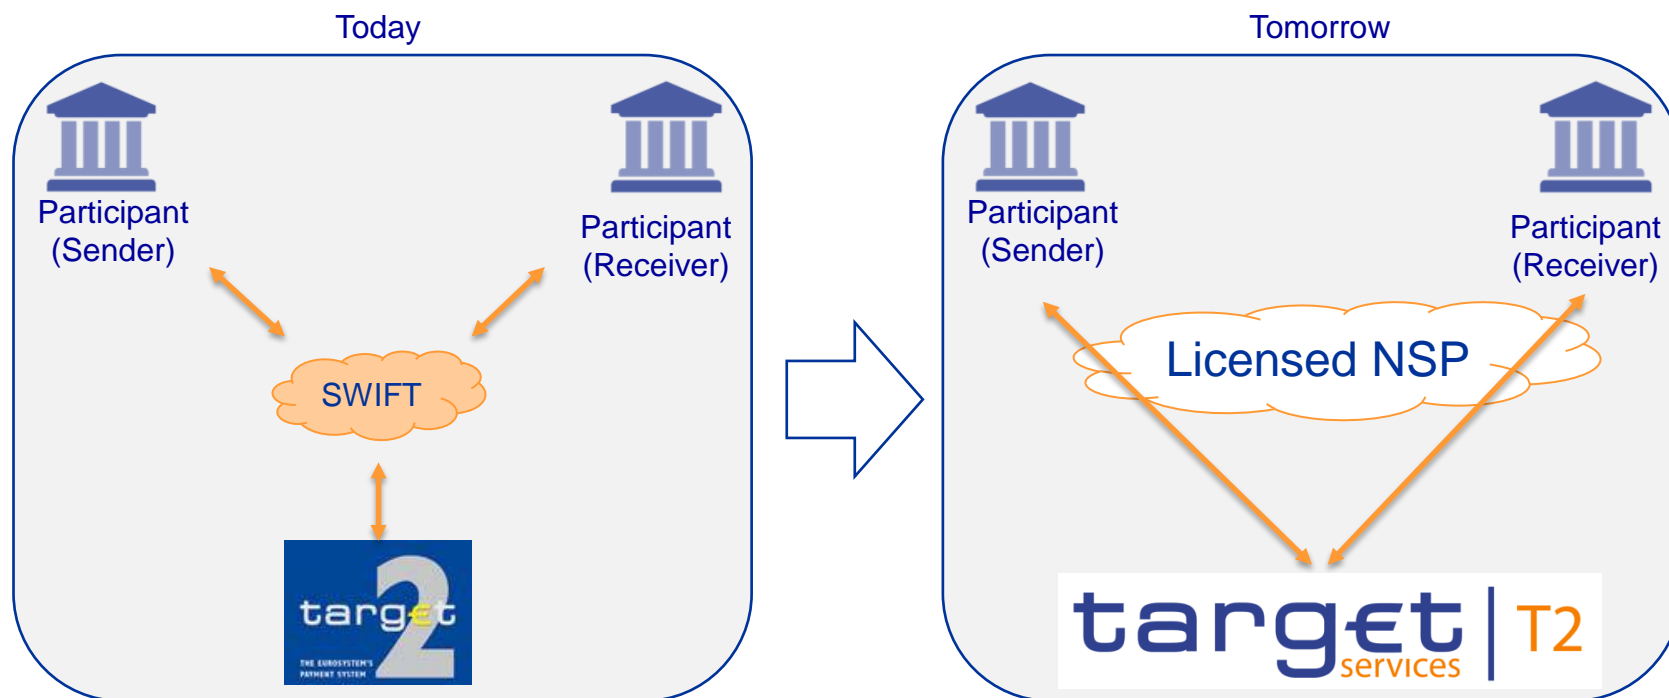 Today
Participant
(Sender)
Participant
(Receiver)
SWIFT
target
2
THE EUROSYSTEM'S
PAYMENT SYSTEM
Tomorrow
Participant
(Sender)
Participant
(Receiver)
Licensed NSP
target
services
T2